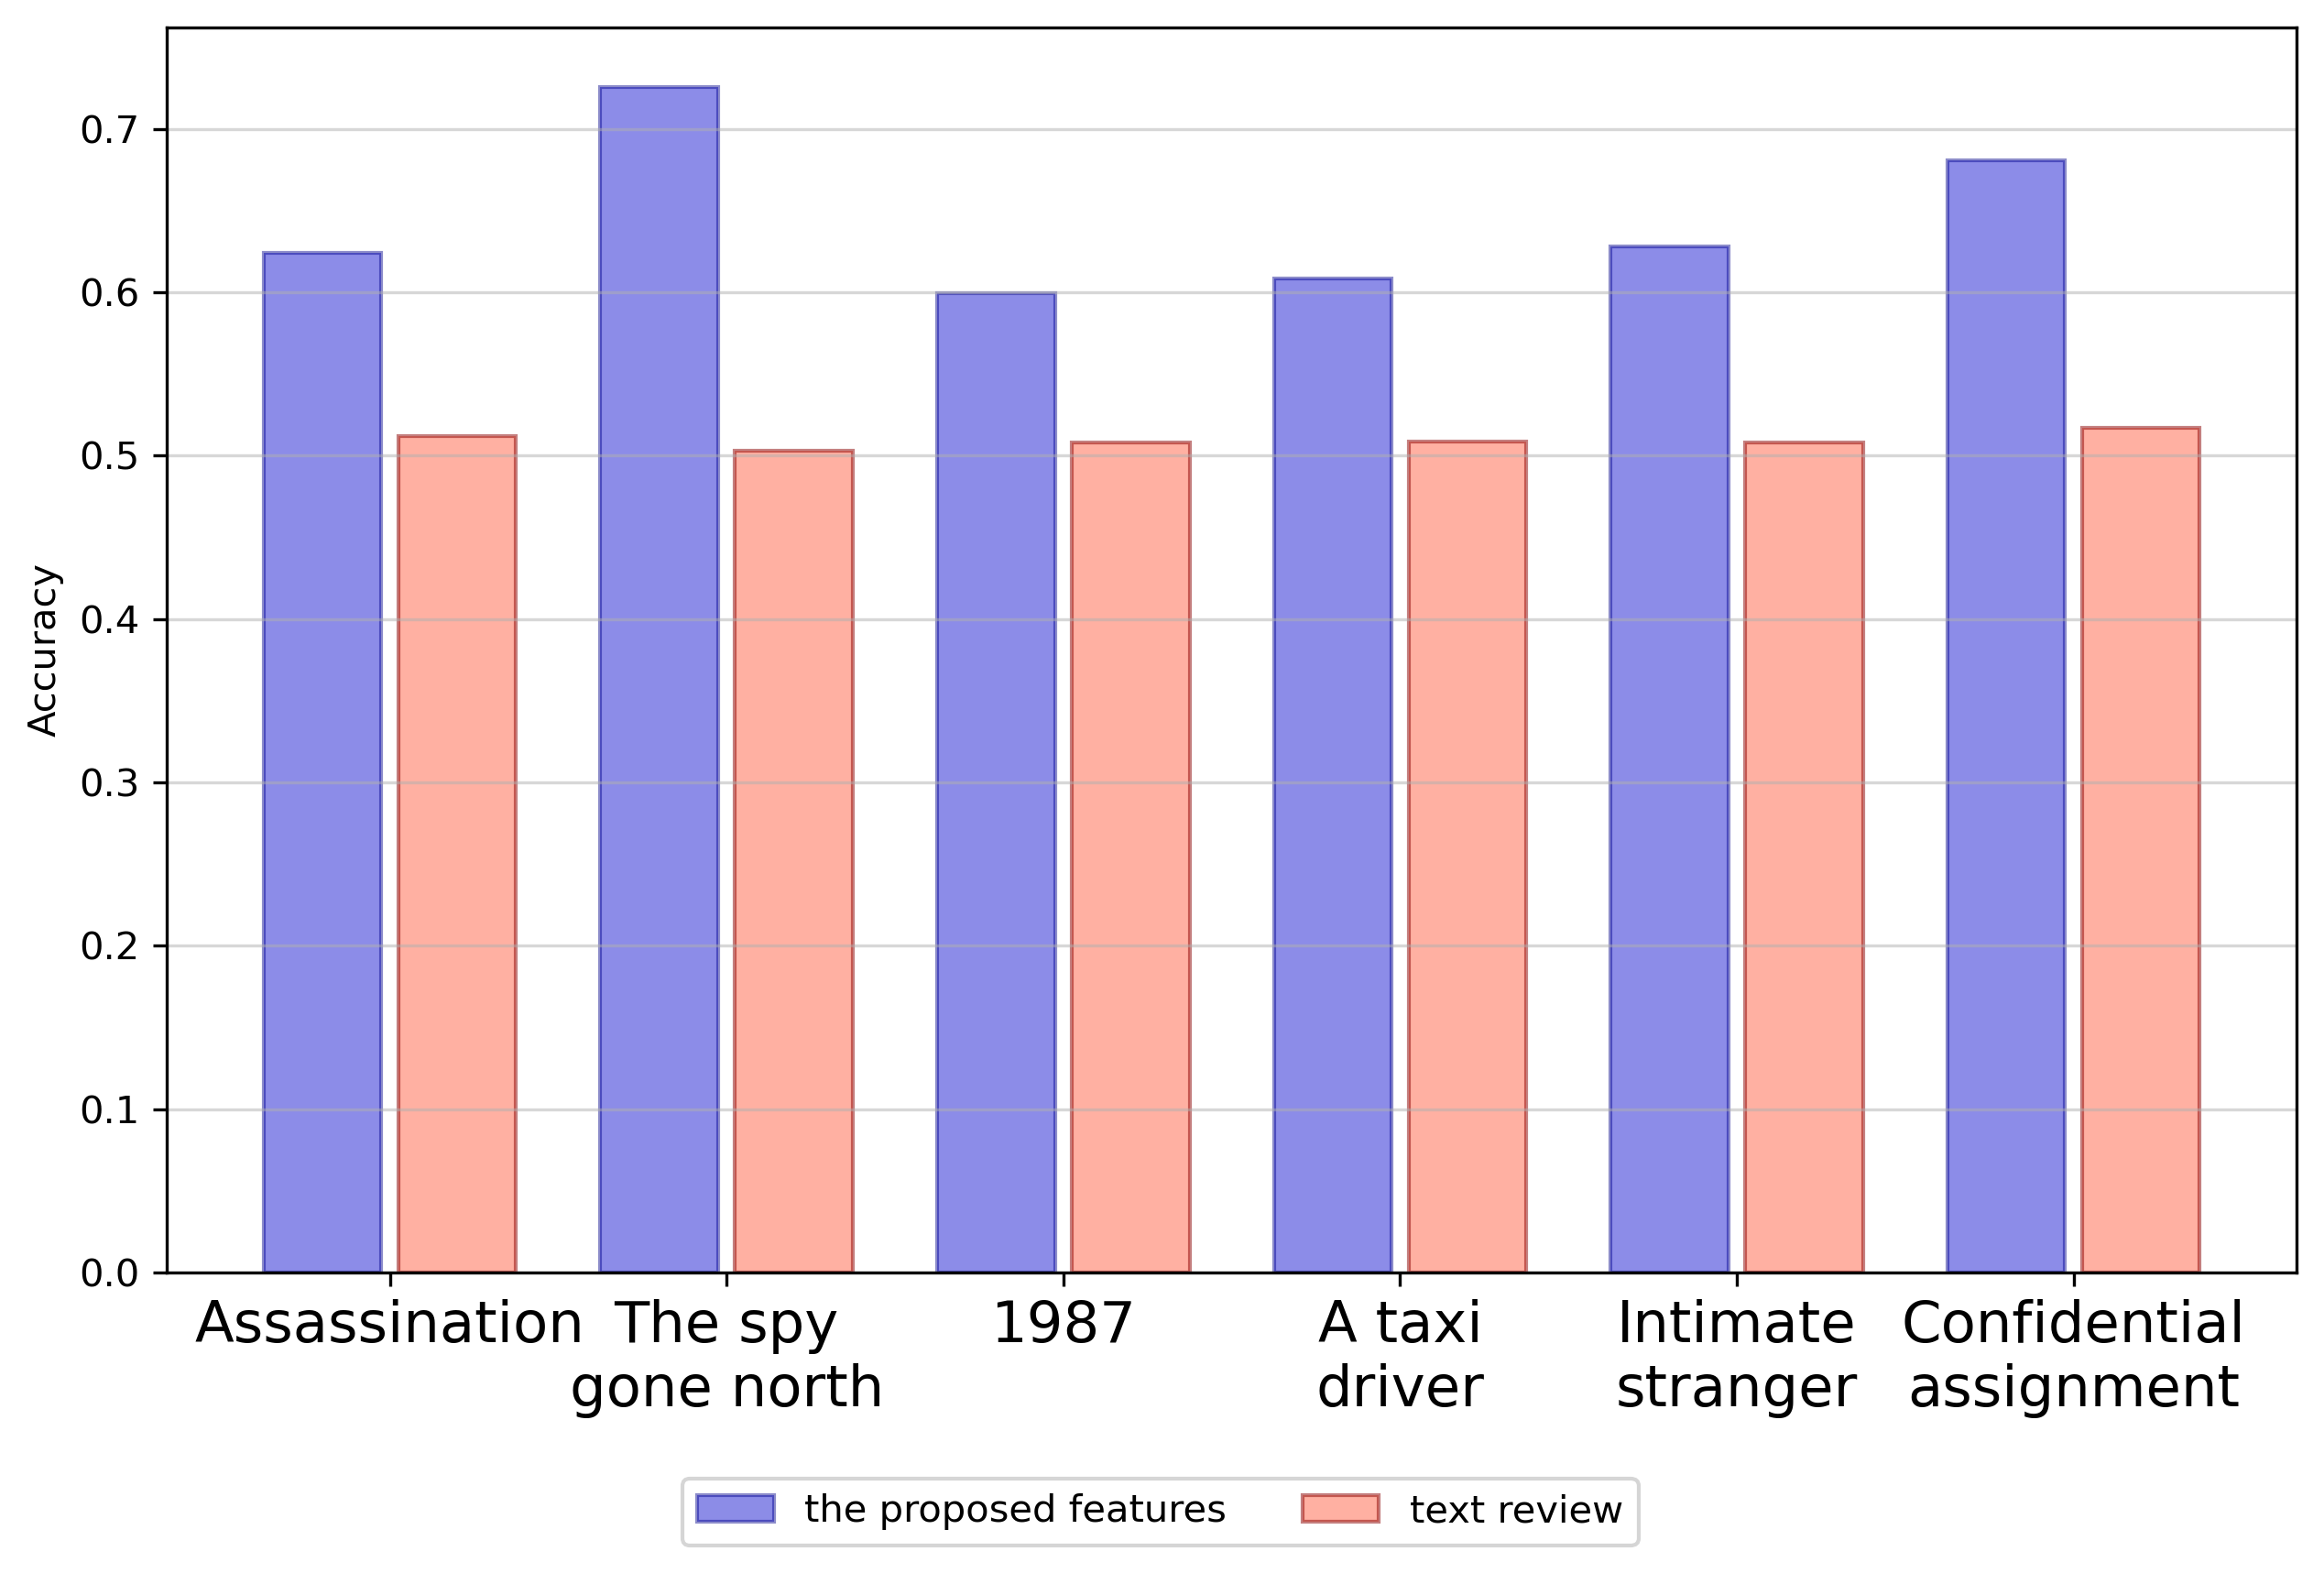 0.7
0.6
0.5
0.4
0.3
0.2
0.1
0.0
Accuracy
Assassination
The spy
gone north
1987
A taxi
driver
Intimate
stranger
Confidential
assignment
the proposed features
text review